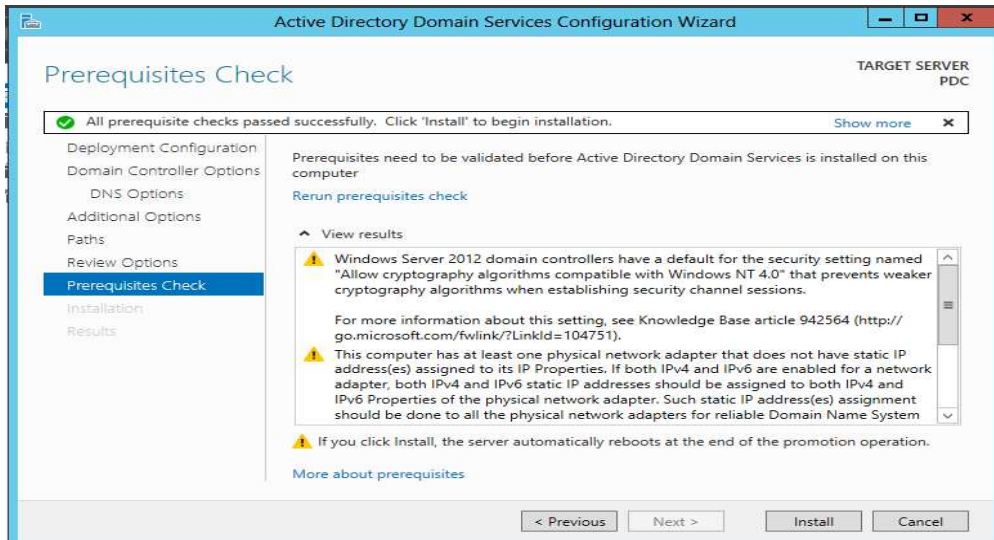 Active Directory Domain Services Configuration Wizard
Prerequisites Check
TARGET SERVER
PDC
All prerequisite checks passed successfully. Click 'Install' to begin installation.
Show more
Deployment Configuration
Domain Controller Options
DNS Options
Additional Options
Paths
Review Options
Prerequisites Check
Installation
Results
Prerequisites need to be validated before Active Directory Domain Services is installed on this
computer
Rerun prerequisites check
View results
Windows Server 2012 domain controllers have a default for the security setting named
"Allow cryptography algorithms compatible with Windows NT 4.0" that prevents weaker
cryptography algorithms when establishing security channel sessions.
For more information about this setting, see Knowledge Base article 942564 (http://
go.microsoft.com/fwlink/?LinkId=104751).
This computer has at least one physical network adapter that does not have static IP
address(es) assigned to its IP Properties. If both IPv4 and IPv6 are enabled for a network
adapter, both IPv4 and IPv6 static IP addresses should be assigned to both IPv4 and
IPv6 Properties of the physical network adapter. Such static IP address(es) assignment
should be done to all the physical network adapters for reliable Domain Name System
If you click Install, the server automatically reboots at the end of the promotion operation.
More about prerequisites
< Previous
Next >
Install
Cancel